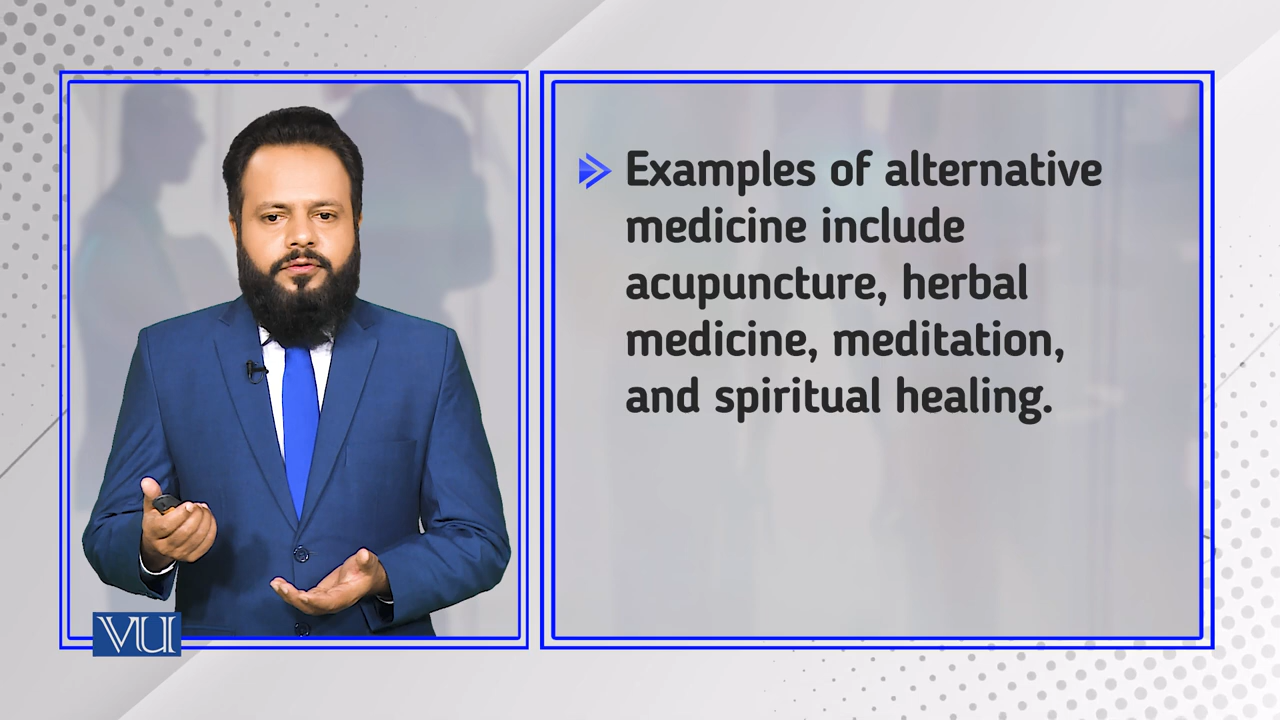 Examples of alternative
medicine include
acupuncture, herbal
medicine, meditation,
and spiritual healing.
VU